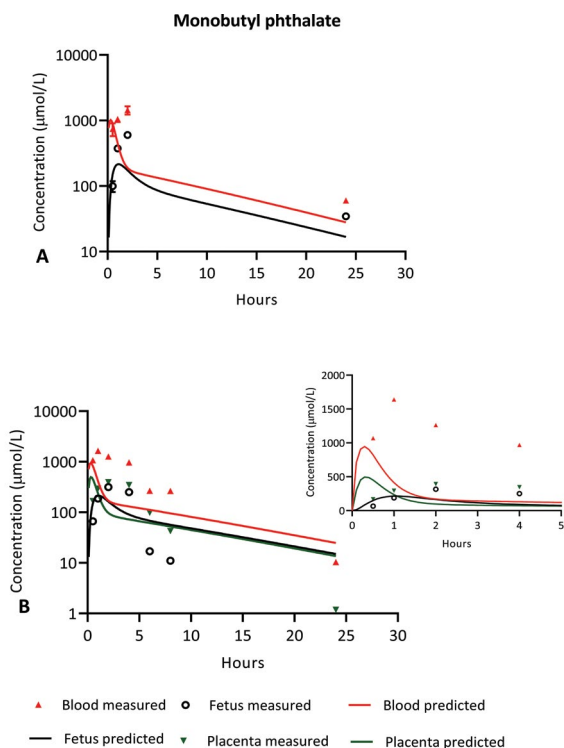 Monobutyl phthalate
Concentration (µmol/L)
10000
1000
100
10
0 5 10 15 20 25 30
Hours
A
Concentration (µmol/L)
10000
1000
100
10
1
0 5 10 15 20 25 30
Hours
B
Concentration (µmol/L)
2000
1500
1000
500
0
0 1 2 3 4 5
Hours
Blood measured Fetus measured Blood predicted
Fetus predicted Placenta measured Placenta predicted